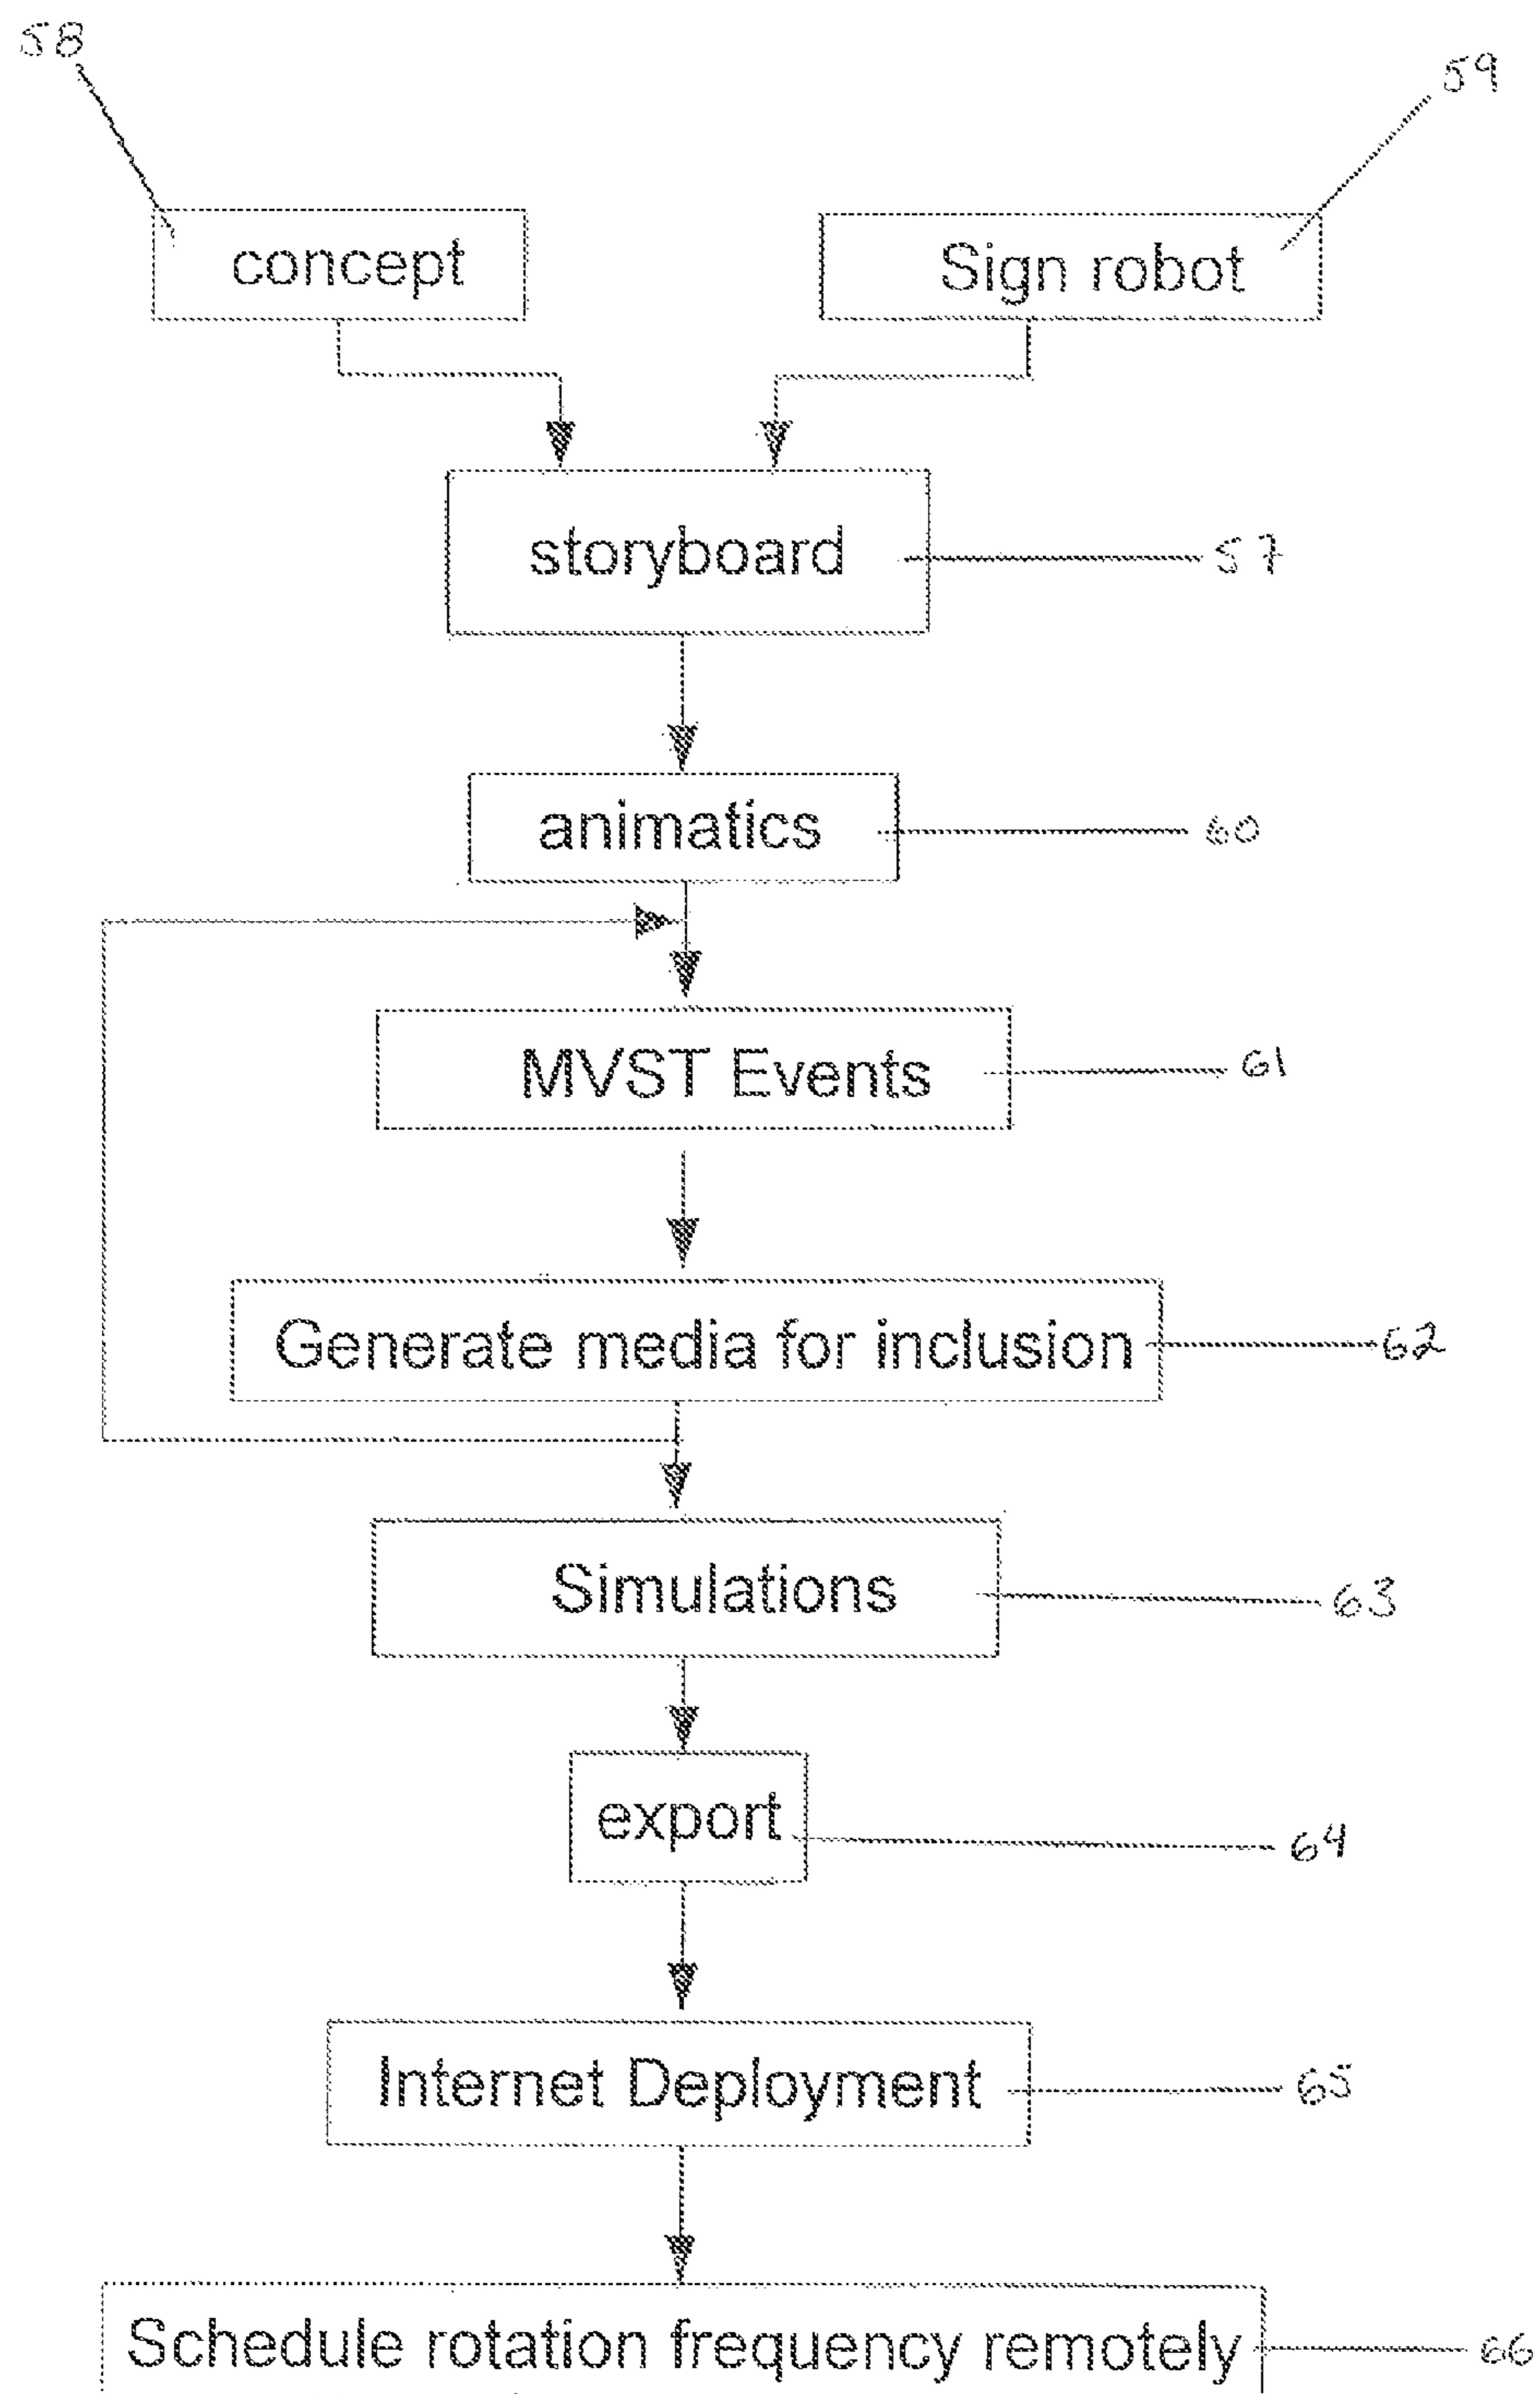 58
59
concept
Sign robot
storyboard
57
animatics
60
MVST Events
61
Generate media for inclusion
62
Simulations
63
export
64
Internet Deployment
65
Schedule rotation frequency remotely
66